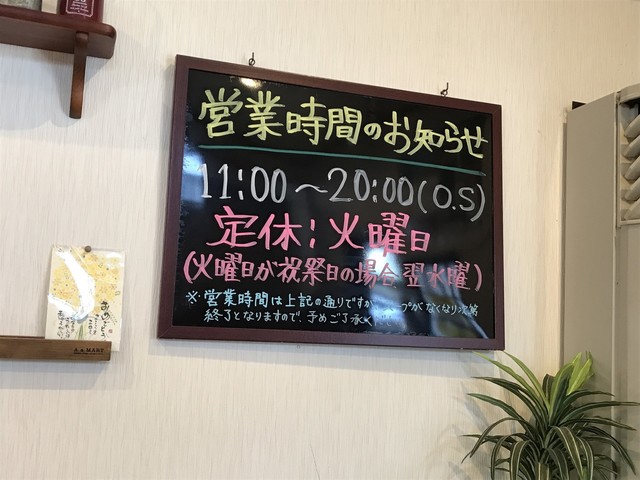 営業時間のお知らせ
11:00～20:00(O.S)
定休:火曜日
(火曜日が祝祭日の場合翌水曜)
※営業時間は上記の通りですが プがなくなり次第
終了となりますので、予めご了承
A.a.MART